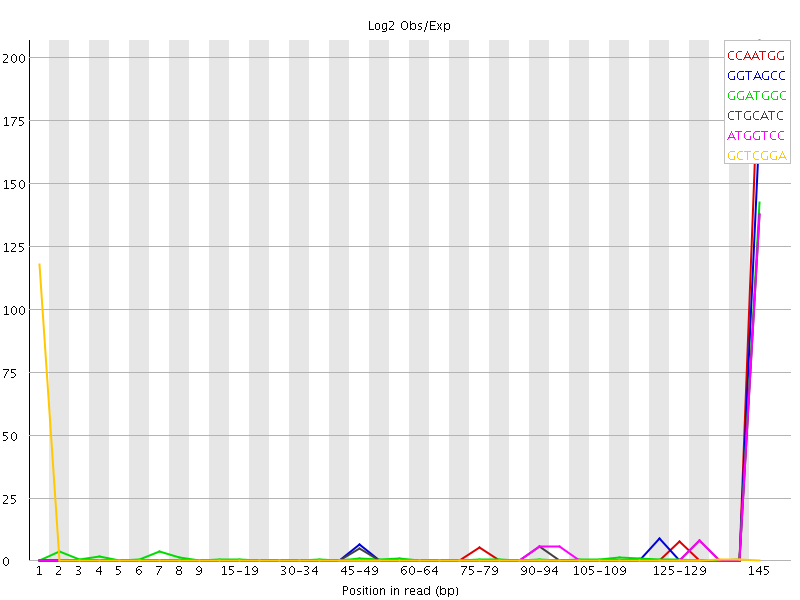 Log2 Obs/Exp
200
175
150
125
100
75
50
25
0
CCAATGG
GGTAGCC
GGATGGC
CTGCATC
ATGGTCC
GCTCGGA
1 2 3 4 5 6 7 8 9 15-19 30-34 45-49 60-64 75-79 90-94 105-109 125-129 145
Position in read (bp)